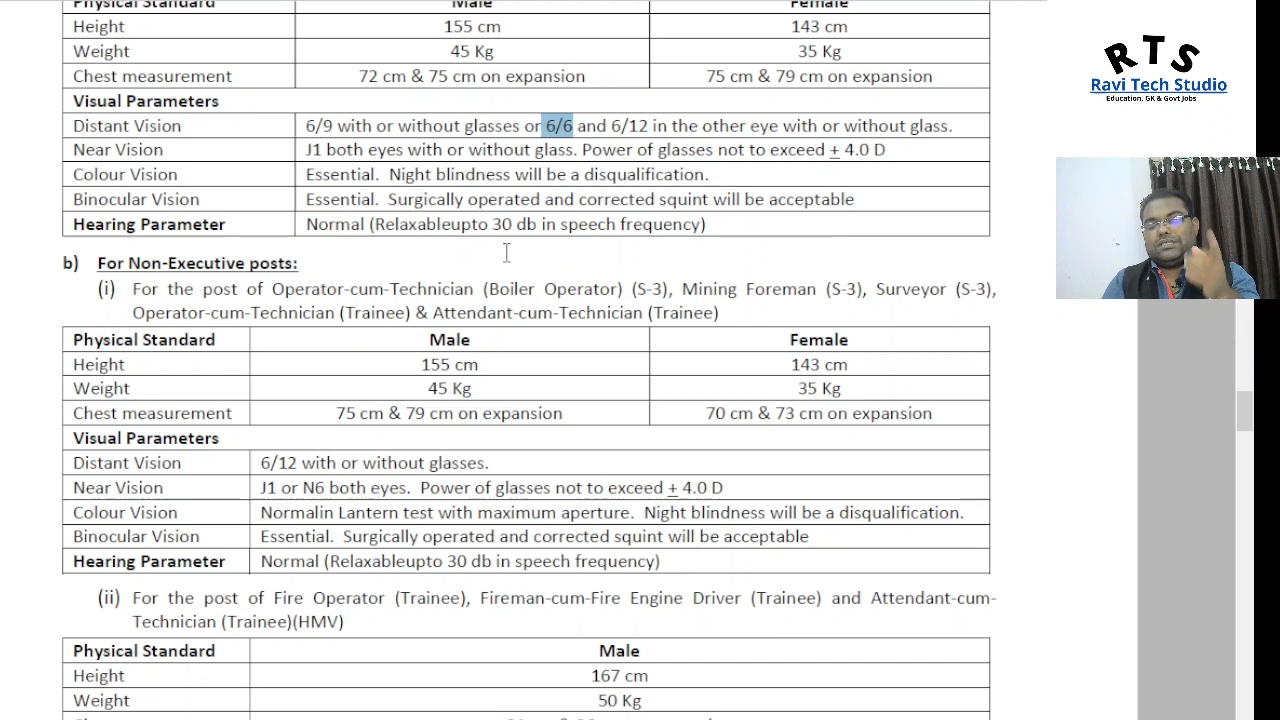 Physical Standard Male Female
Height 155 cm 143 cm
Weight 45 Kg 35 Kg
Chest measurement 72 cm & 75 cm on expansion 75 cm & 79 cm on expansion
Visual Parameters
Distant Vision 6/9 with or without glasses or 6/6 and 6/12 in the other eye with or without glass.
Near Vision J1 both eyes with or without glass. Power of glasses not to exceed ± 4.0 D
Colour Vision Essential. Night blindness will be a disqualification.
Binocular Vision Essential. Surgically operated and corrected squint will be acceptable
Hearing Parameter Normal (Relaxableupto 30 db in speech frequency)
b) For Non-Executive posts:
(i) For the post of Operator-cum-Technician (Boiler Operator) (S-3), Mining Foreman (S-3), Surveyor (S-3),
Operator-cum-Technician (Trainee) & Attendant-cum-Technician (Trainee)
Physical Standard Male Female
Height 155 cm 143 cm
Weight 45 Kg 35 Kg
Chest measurement 75 cm & 79 cm on expansion 70 cm & 73 cm on expansion
Visual Parameters
Distant Vision 6/12 with or without glasses.
Near Vision J1 or N6 both eyes. Power of glasses not to exceed ± 4.0 D
Colour Vision Normalin Lantern test with maximum aperture. Night blindness will be a disqualification.
Binocular Vision Essential. Surgically operated and corrected squint will be acceptable
Hearing Parameter Normal (Relaxableupto 30 db in speech frequency)
(ii) For the post of Fire Operator (Trainee), Fireman-cum-Fire Engine Driver (Trainee) and Attendant-cum-
Technician (Trainee)(HMV)
Physical Standard Male
Height 167 cm
Weight 50 Kg
RTS
Ravi Tech Studio
Education, GK & Govt Jobs